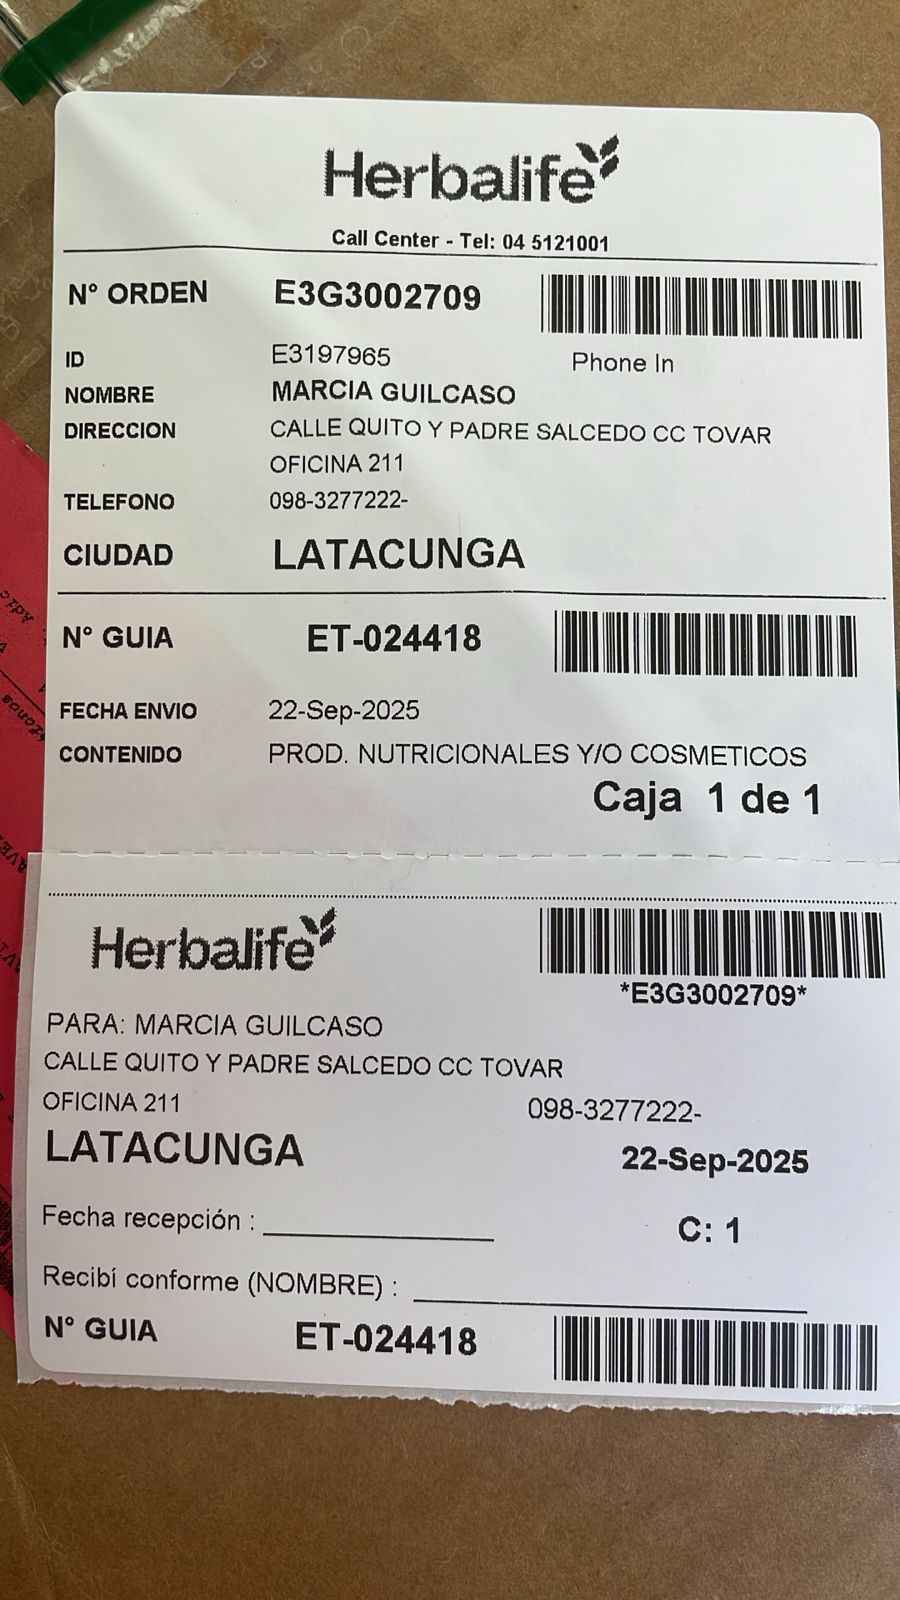 Herbalife
Call Center - Tel: 04 5121001
N° ORDEN E3G3002709
ID E3197965 Phone In
NOMBRE MARCIA GUILCASO
DIRECCION CALLE QUITO Y PADRE SALCEDO CC TOVAR
OFICINA 211
TELEFONO 098-3277222-
CIUDAD LATACUNGA
N° GUIA ET-024418
FECHA ENVIO 22-Sep-2025
CONTENIDO PROD. NUTRICIONALES Y/O COSMETICOS
Caja 1 de 1
Herbalife
*E3G3002709*
PARA: MARCIA GUILCASO
CALLE QUITO Y PADRE SALCEDO CC TOVAR
OFICINA 211 098-3277222-
LATACUNGA 22-Sep-2025
Fecha recepción : C: 1
Recibí conforme (NOMBRE) :
N° GUIA ET-024418